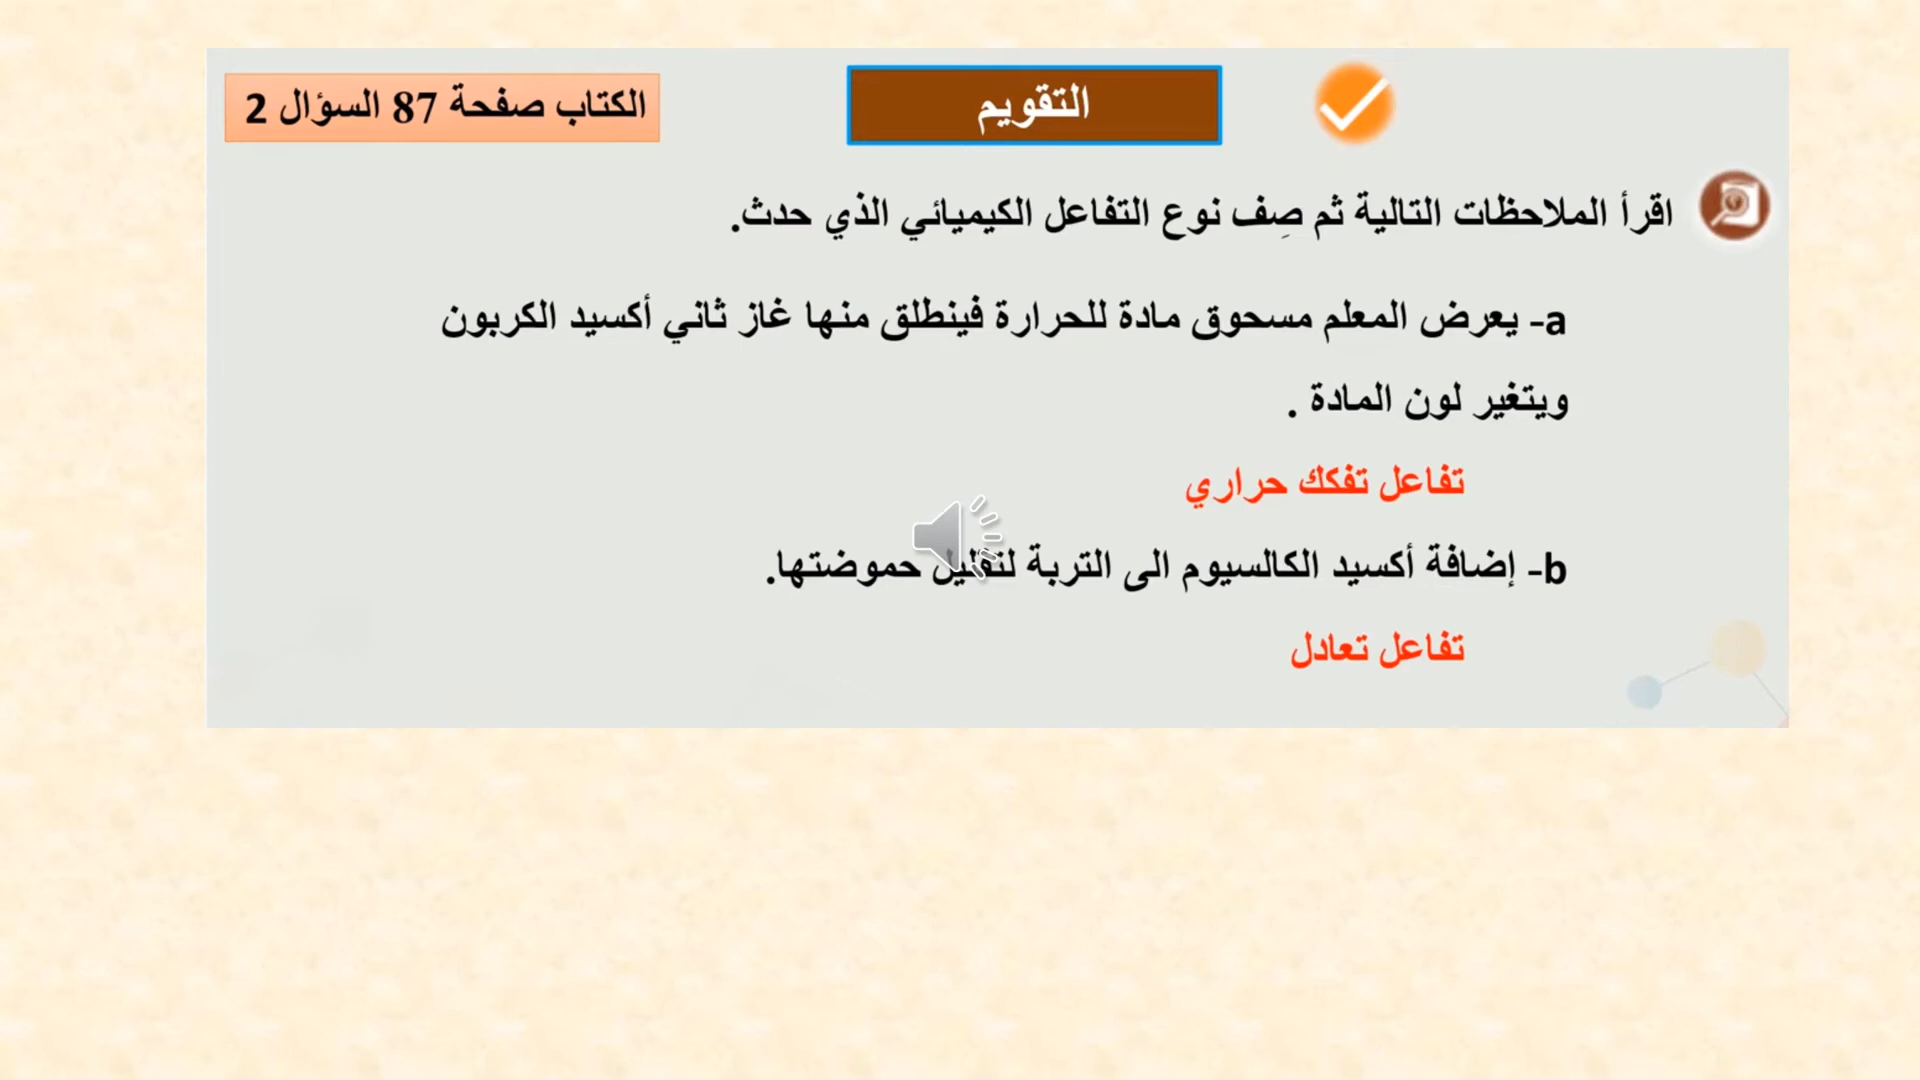 التقويم
الكتاب صفحة 87 السؤال 2
اقرأ الملاحظات التالية ثم صِف نوع التفاعل الكيميائي الذي حدث.
a- يعرض المعلم مسحوق مادة للحرارة فينطلق منها غاز ثاني أكسيد الكربون
ويتغير لون المادة .
تفاعل تفكك حراري
b- إضافة أكسيد الكالسيوم الى التربة لتقليل حموضتها.
تفاعل تعادل